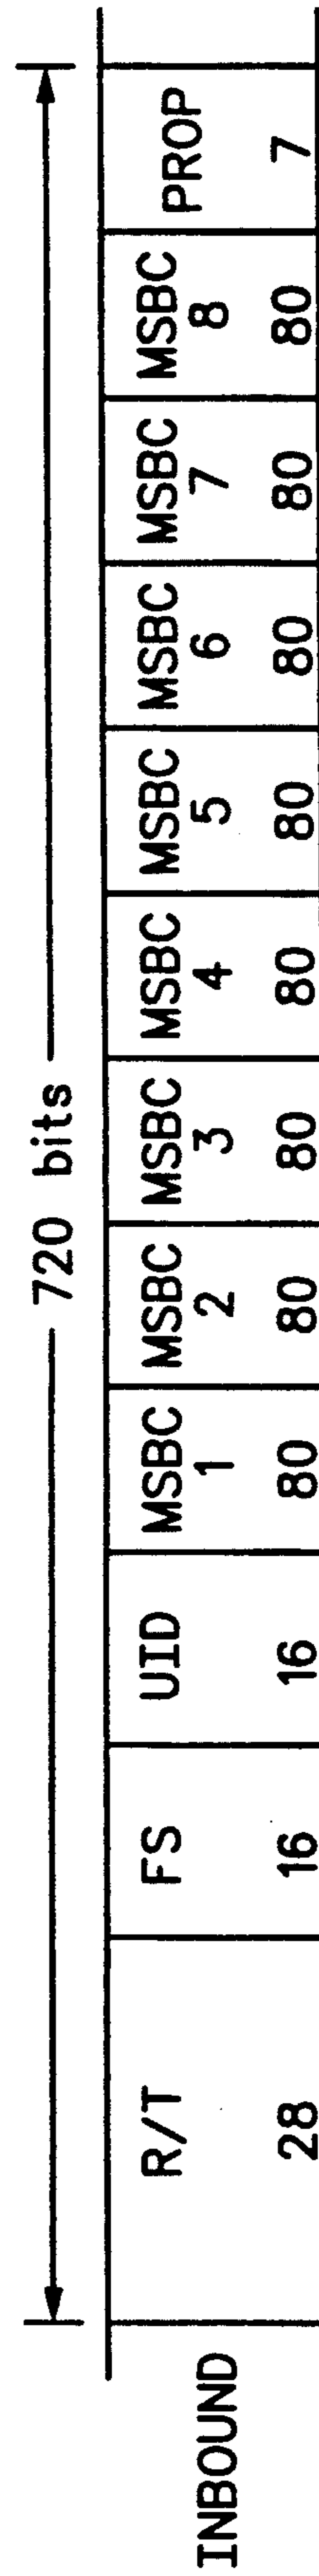 720 bits
INBOUND
R/T FS UID MSBC MSBC MSBC MSBC MSBC MSBC MSBC MSBC PROP
1 2 3 4 5 6 7 8
28 16 16 80 80 80 80 80 80 80 80 7